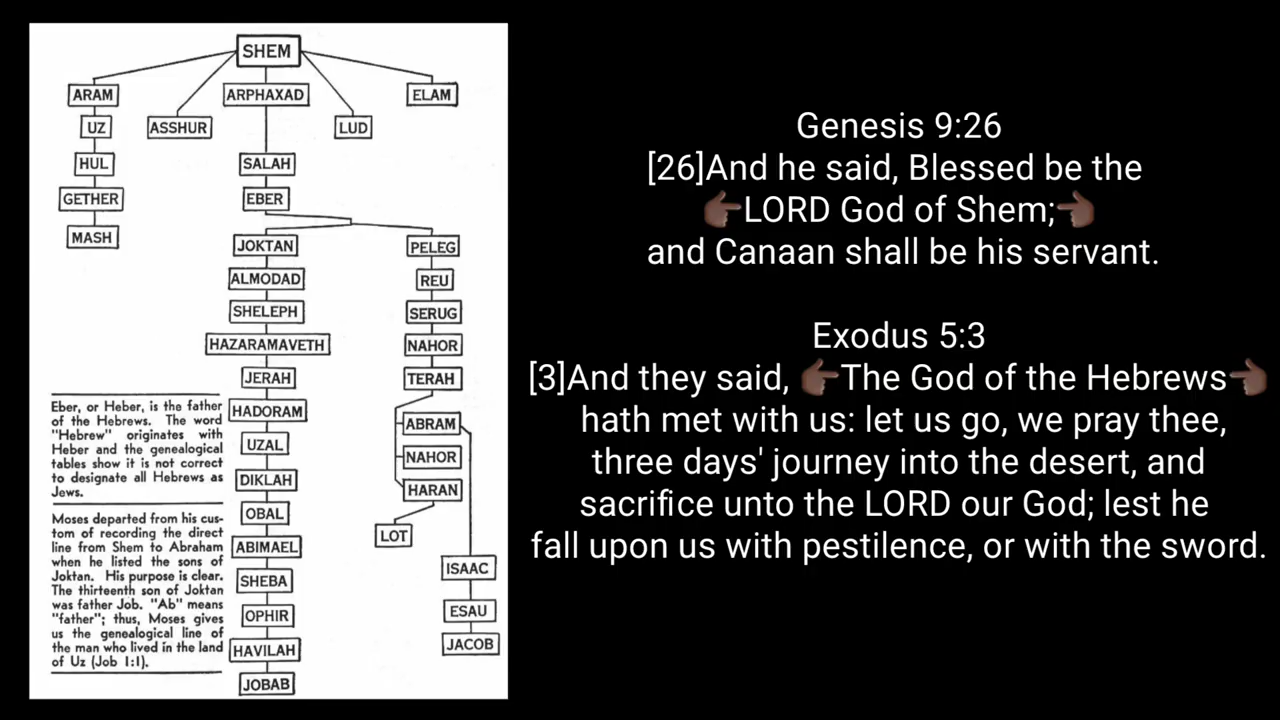 SHEM
ARAM
ARPHAXAD
ELAM
UZ
ASSHUR
LUD
HUL
SALAH
GETHER
EBER
MASH
JOKTAN
PELEG
ALMODAD
REU
SHELEPH
SERUG
HAZARAMAVETH
NAHOR
JERAH
TERAH
HADORAM
ABRAM
UZAL
NAHOR
DIKLAH
HARAN
OBAL
LOT
ABIMAEL
ISAAC
SHEBA
ESAU
OPHIR
JACOB
HAVILAH
JOBAB
Eber, or Heber, is the father
of the Hebrews. The word
"Hebrew" originates with
Heber and the genealogical
tables show it is not correct
to designate all Hebrews as
Jews.
Moses departed from his cus-
tom of recording the direct
line from Shem to Abraham
when he listed the sons of
Joktan. His purpose is clear.
The thirteenth son of Joktan
was father Job. "Ab" means
"father"; thus, Moses gives
us the genealogical line of
the man who lived in the land
of Uz (Job 1:1).
Genesis 9:26
[26]And he said, Blessed be the
👉🏿LORD God of Shem;👈🏿
and Canaan shall be his servant.
Exodus 5:3
[3]And they said, 👉🏿The God of the Hebrews👈🏿
hath met with us: let us go, we pray thee,
three days' journey into the desert, and
sacrifice unto the LORD our God; lest he
fall upon us with pestilence, or with the sword.